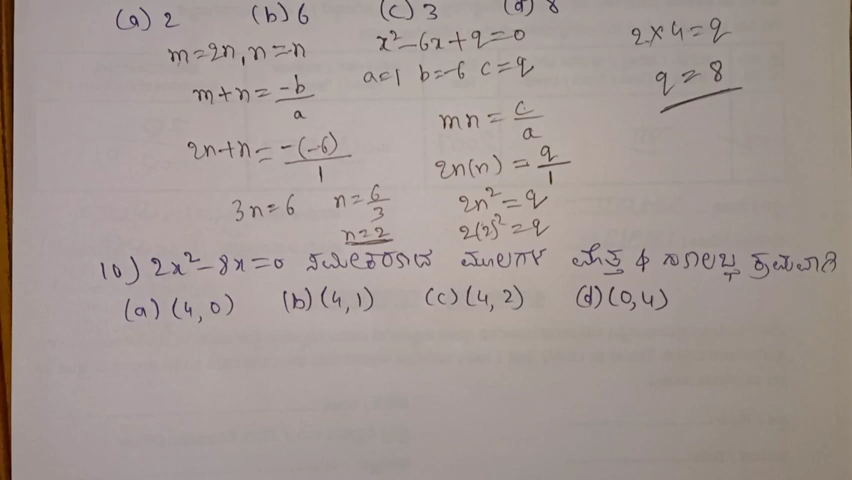 (a) 2 (b) 6 (c) 3 (d) 8
m=2n, n=n x²-6x+q=0 2×4=q
a=1 b=-6 c=q q=8
m+n=-b/a mn=c/a
2n+n=-(-6)/1 2n(n)=q/1
3n=6 n=6/3 2n²=q
n=2 2(2)²=q
10) 2x²-8x=0 ಸಮೀಕರಣದ ಮೂಲಗಳ ಮೊತ್ತ & ಗುಣಲಬ್ಧ ಕ್ರಮವಾಗಿ
(a) (4,0) (b) (4,1) (c) (4,2) (d) (0,4)